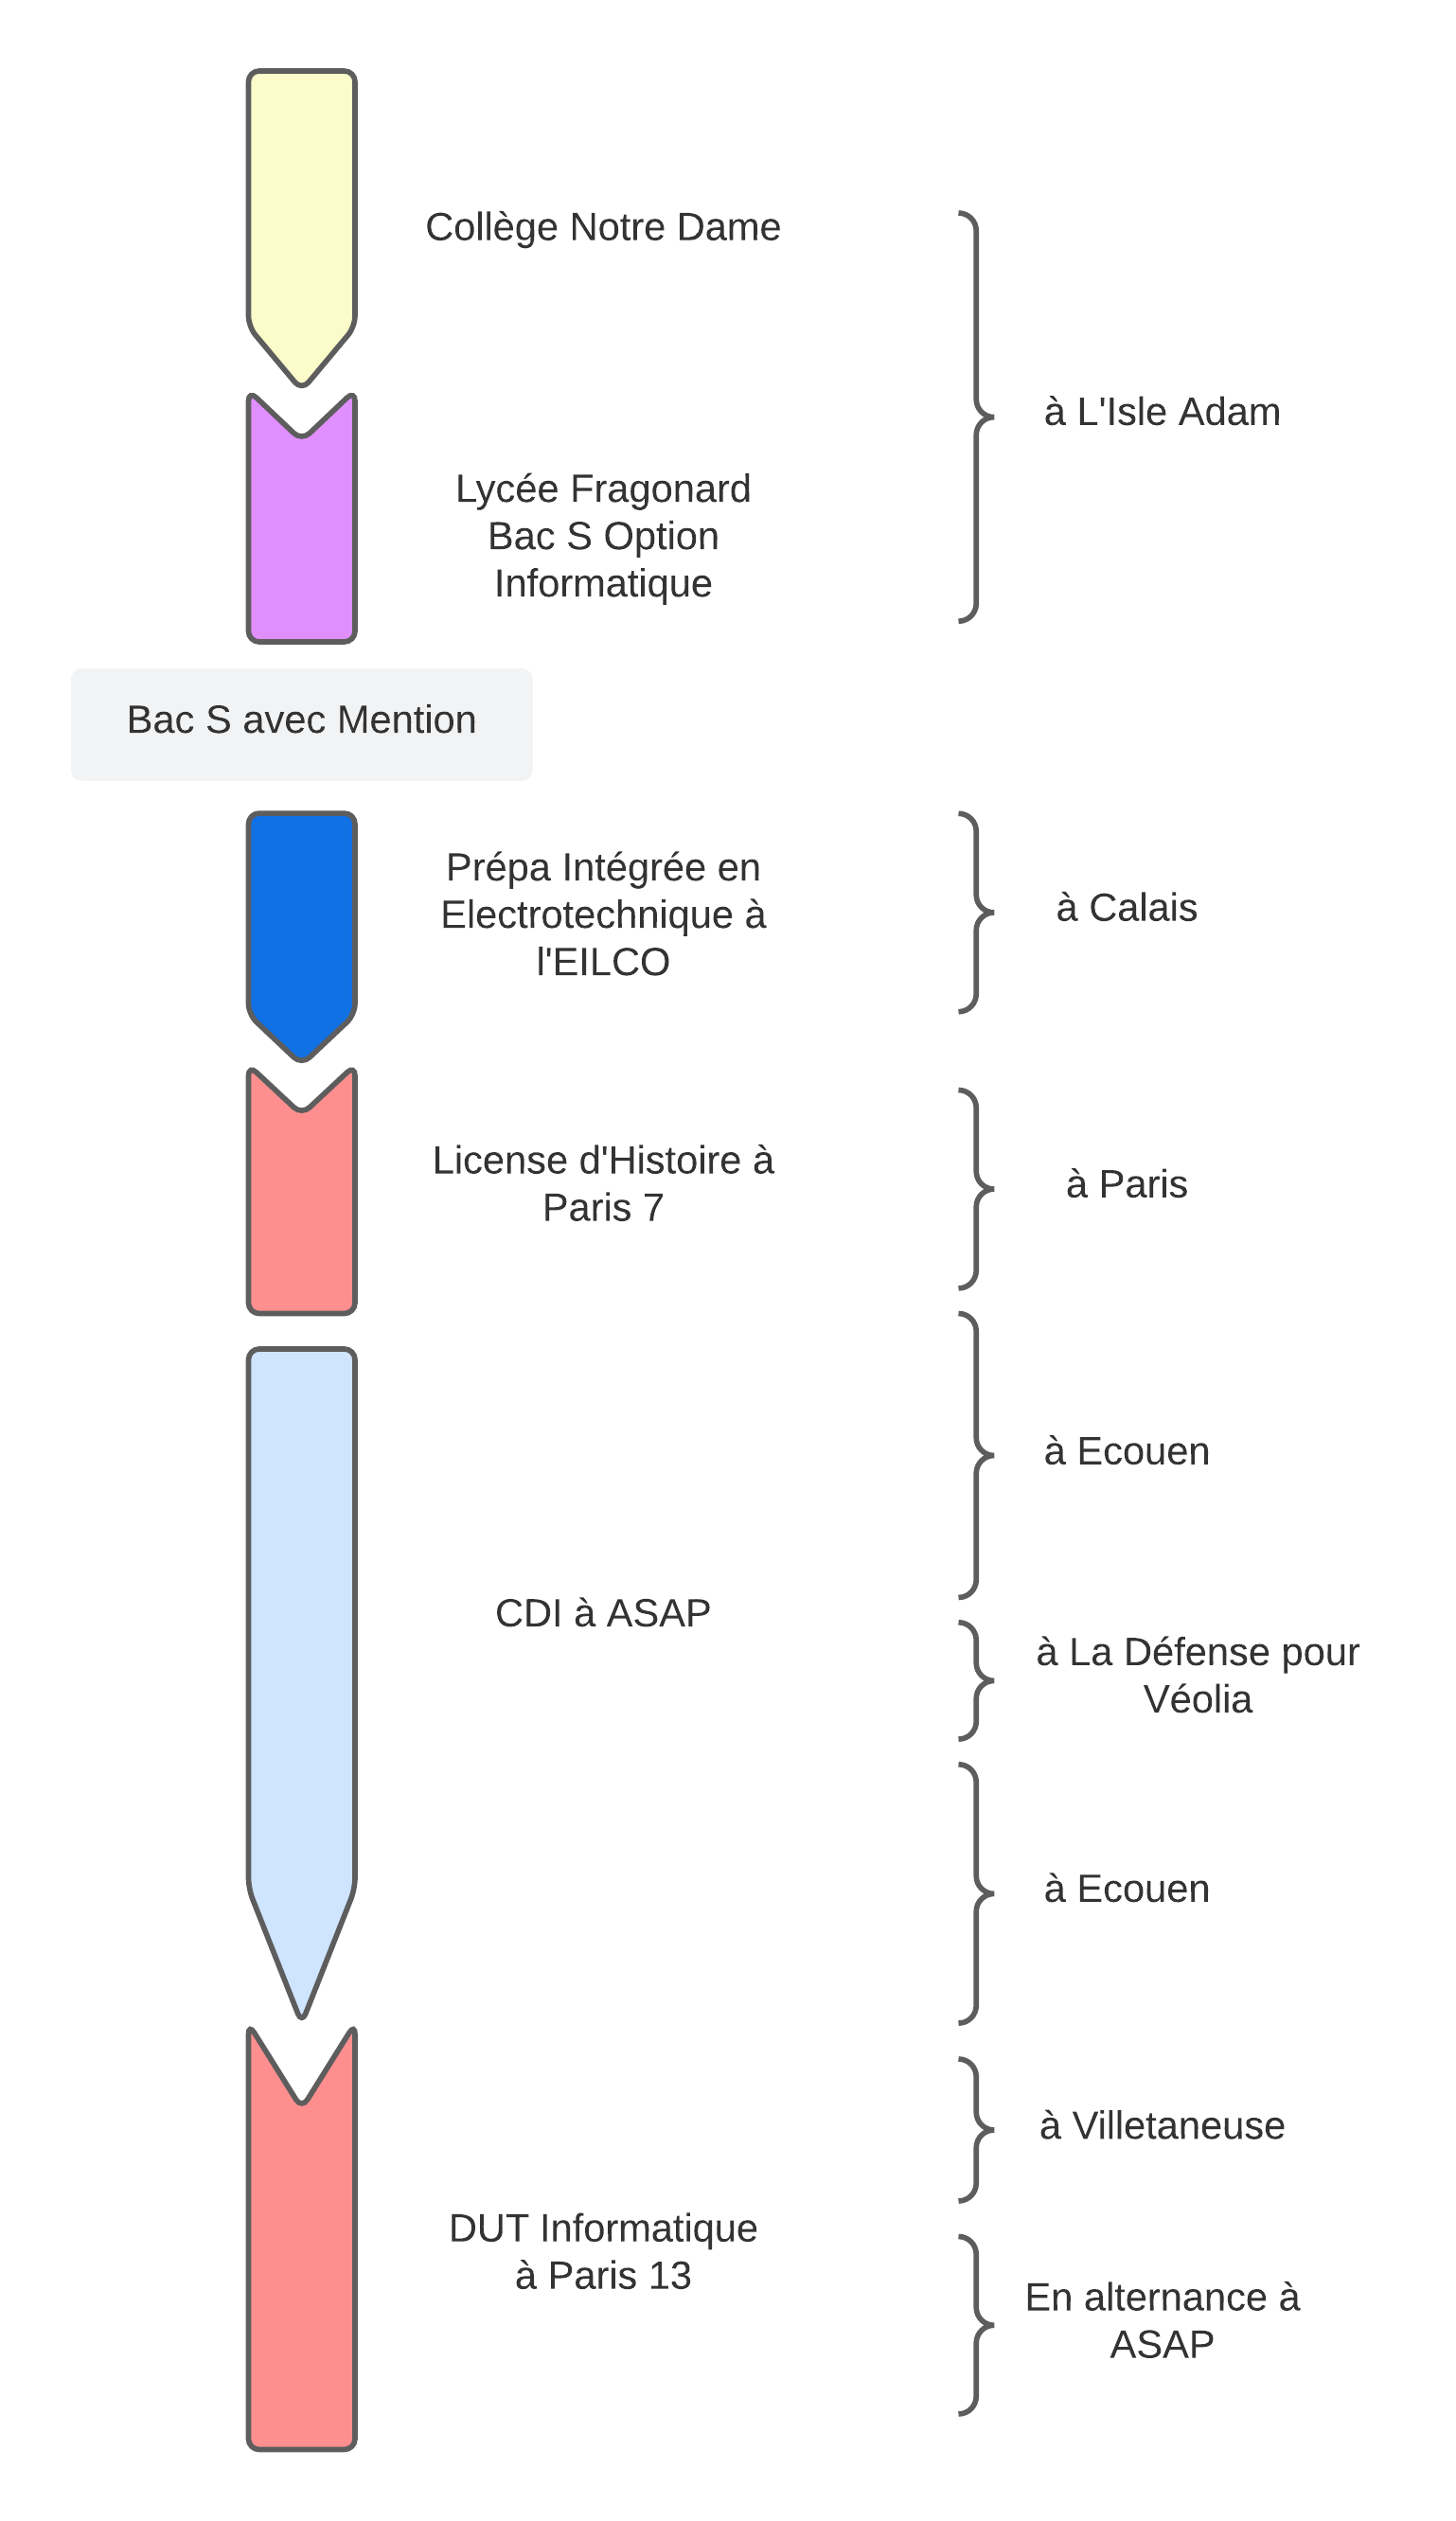 Collège Notre Dame
à L'Isle Adam
Lycée Fragonard
Bac S Option
Informatique
Bac S avec Mention
Prépa Intégrée en
Electrotechnique à
l'EILCO
à Calais
License d'Histoire à
Paris 7
à Paris
à Ecouen
CDI à ASAP
à La Défense pour
Véolia
à Ecouen
à Villetaneuse
DUT Informatique
à Paris 13
En alternance à
ASAP